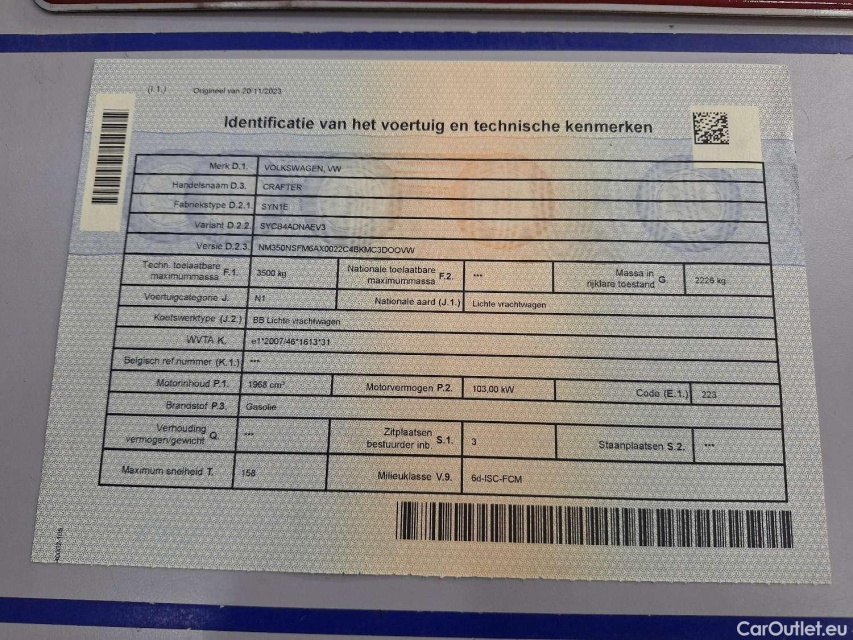 (I.1.) Origineel van 20/11/2023
Identificatie van het voertuig en technische kenmerken
Merk D.1. VOLKSWAGEN, VW
Handelsnaam D.3. CRAFTER
Fabriekstype D.2.1. SYN1E
Variant D.2.2. SYCB4ADNAEV3
Versie D.2.3. NM350NSFM6AX0022C4BKMC3DOOVW
Techn. toelaatbare maximummassa F.1. 3500 kg Nationale toelaatbare maximummassa F.2. *** Massa in rijklare toestand G. 2226 kg
Voertuigcategorie J. N1 Nationale aard (J.1.) Lichte vrachtwagen
Koetswerktype (J.2.) BB Lichte vrachtwagen
WVTA K. e1*2007/46*1613*31
Belgisch ref.nummer (K.1.) ***
Motorinhoud P.1. 1968 cm³ Motorvermogen P.2. 103,00 kW Code (E.1.) 223
Brandstof P.3. Gasolie
Verhouding vermogen/gewicht Q. *** Zitplaatsen bestuurder inb. S.1. 3 Staanplaatsen S.2. ***
Maximum snelheid T. 158 Milieuklasse V.9. 6d-ISC-FCM
CarOutlet.eu